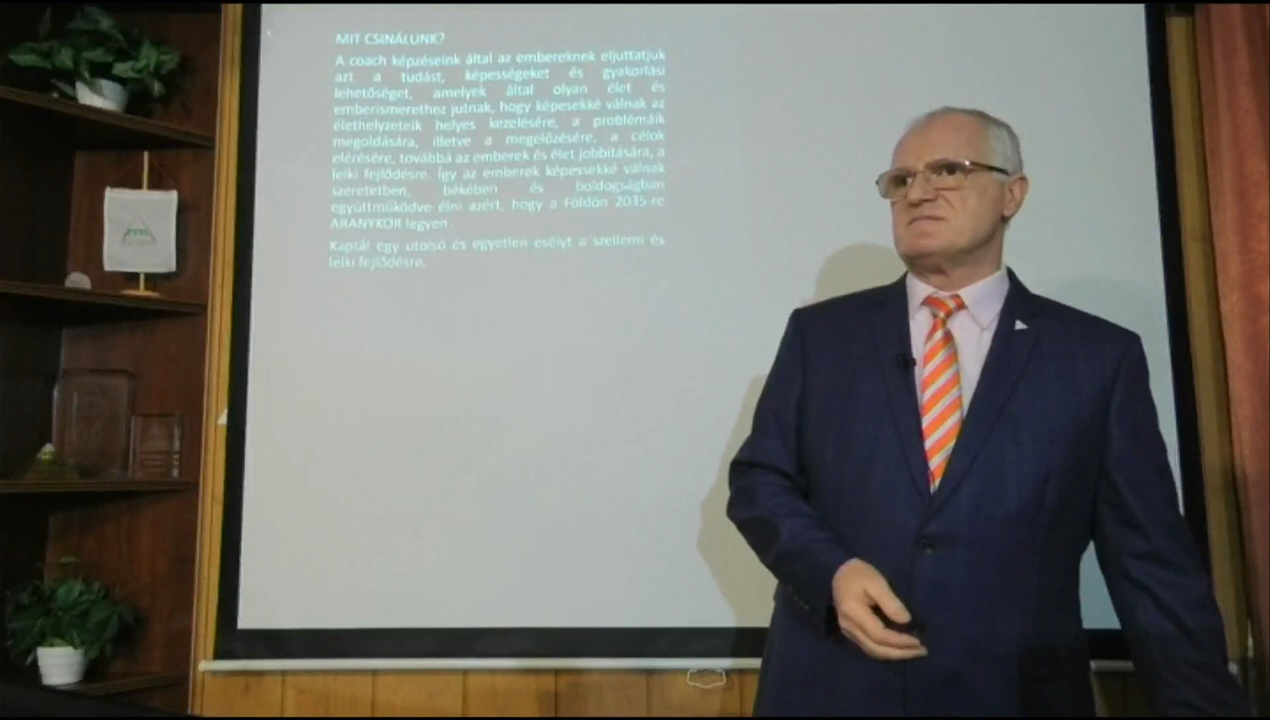 MIT CSINÁLUNK?
A coach képzéseink által az embereknek eljuttatjuk
azt a tudást, képességeket és gyakorlási
lehetőséget, amelyek által olyan élet és
emberismerethez jutnak, hogy képesekké válnak az
élethelyzeteik helyes kezelésére, a problémáik
megoldására, illetve a megelőzésére, a célok
elérésére, továbbá az emberek és élet jobbítására, a
lelki fejlődésre. Így az emberek képessekké válnak
szeretetben, békében és boldogságban
együttműködve élni azért, hogy a Földön 2035-re
ARANYKOR legyen .
Kaptál egy utolsó és egyetlen esélyt a szellemi és
lelki fejlődésre.